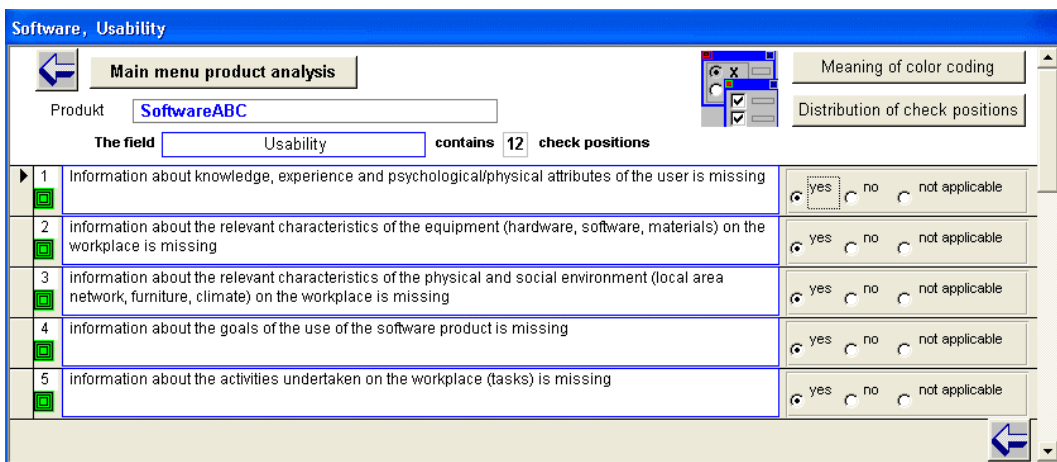 Software, Usability
Main menu product analysis
Meaning of color coding
Produkt SoftwareABC
Distribution of check positions
The field Usability contains 12 check positions
1 Information about knowledge, experience and psychological/physical attributes of the user is missing yes no not applicable
2 information about the relevant characteristics of the equipment (hardware, software, materials) on the
workplace is missing yes no not applicable
3 information about the relevant characteristics of the physical and social environment (local area
network, furniture, climate) on the workplace is missing yes no not applicable
4 information about the goals of the use of the software product is missing yes no not applicable
5 information about the activities undertaken on the workplace (tasks) is missing yes no not applicable